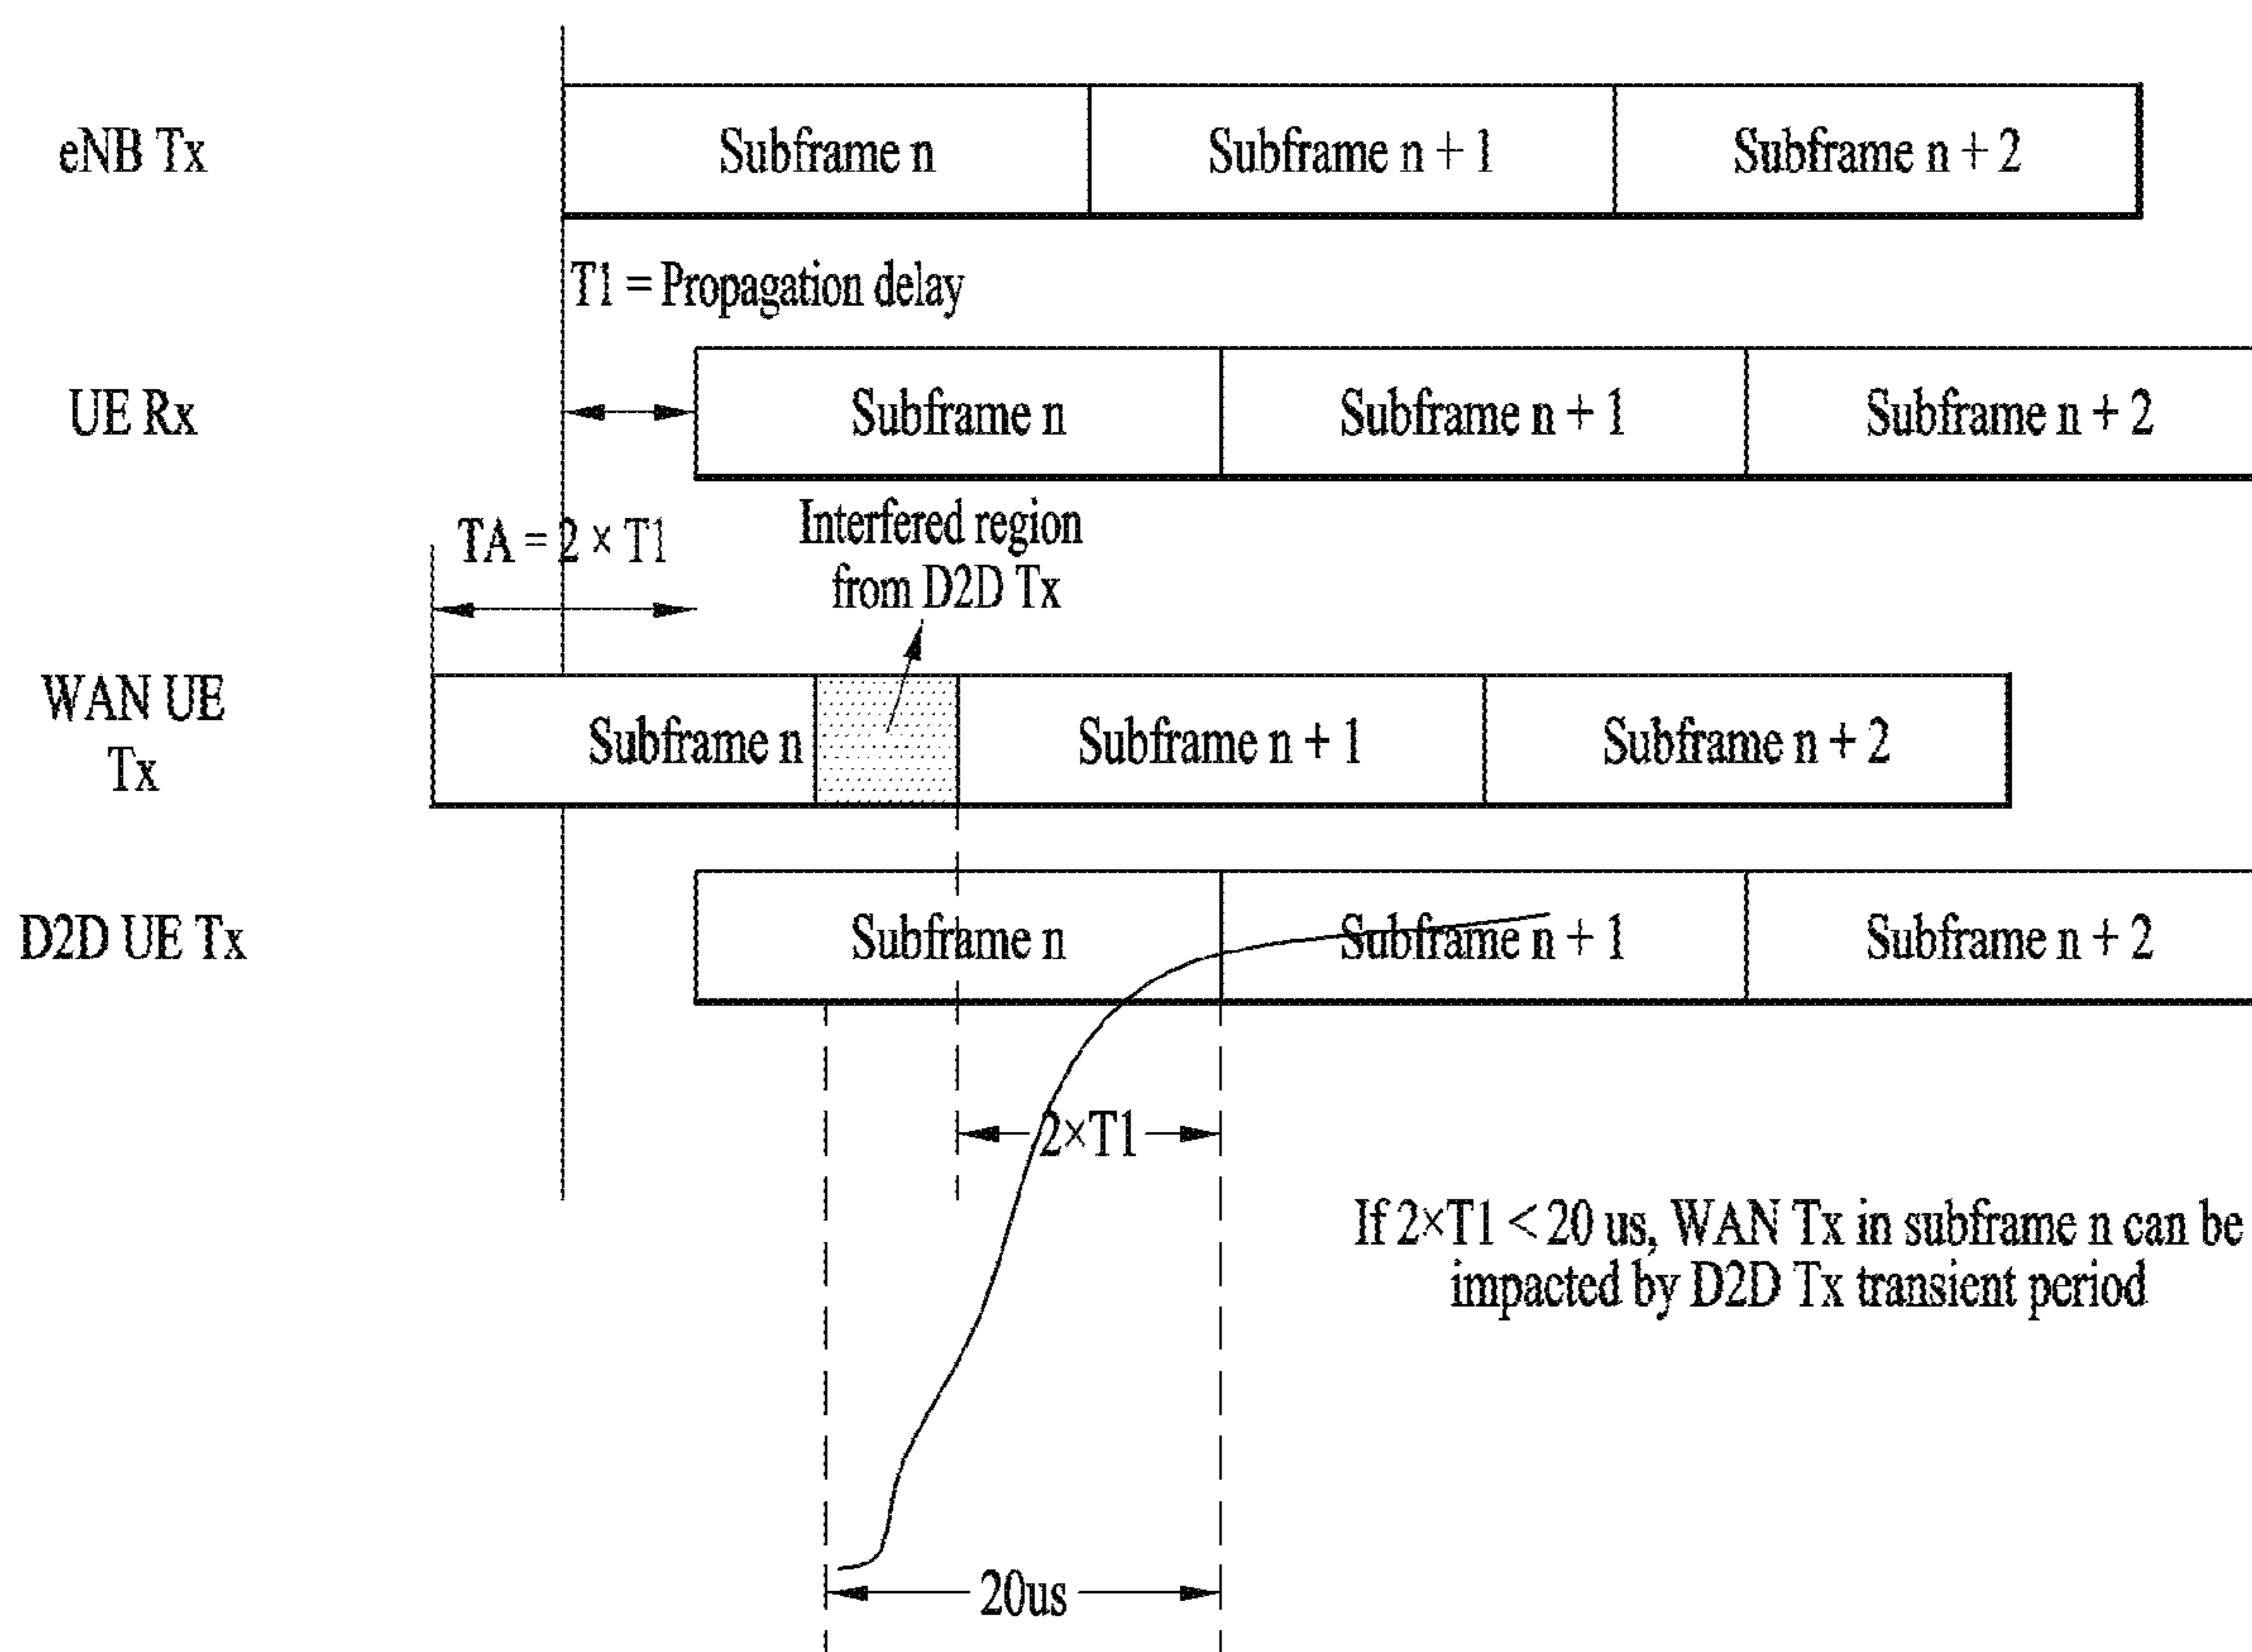 eNB Tx
Subframe n
Subframe n + 1
Subframe n + 2
T1 = Propagation delay
UE Rx
Subframe n
Subframe n + 1
Subframe n + 2
TA = 2 × T1
Interfered region
from D2D Tx
WAN UE
Tx
Subframe n
Subframe n + 1
Subframe n + 2
D2D UE Tx
Subframe n
Subframe n + 1
Subframe n + 2
2×T1
If 2×T1 < 20 us, WAN Tx in subframe n can be
impacted by D2D Tx transient period
20us